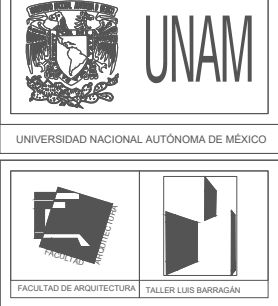 UNAM
UNIVERSIDAD NACIONAL AUTÓNOMA DE MÉXICO
FACULTAD
ARQUITECTURA
FACULTAD DE ARQUITECTURA
TALLER LUIS BARRAGÁN